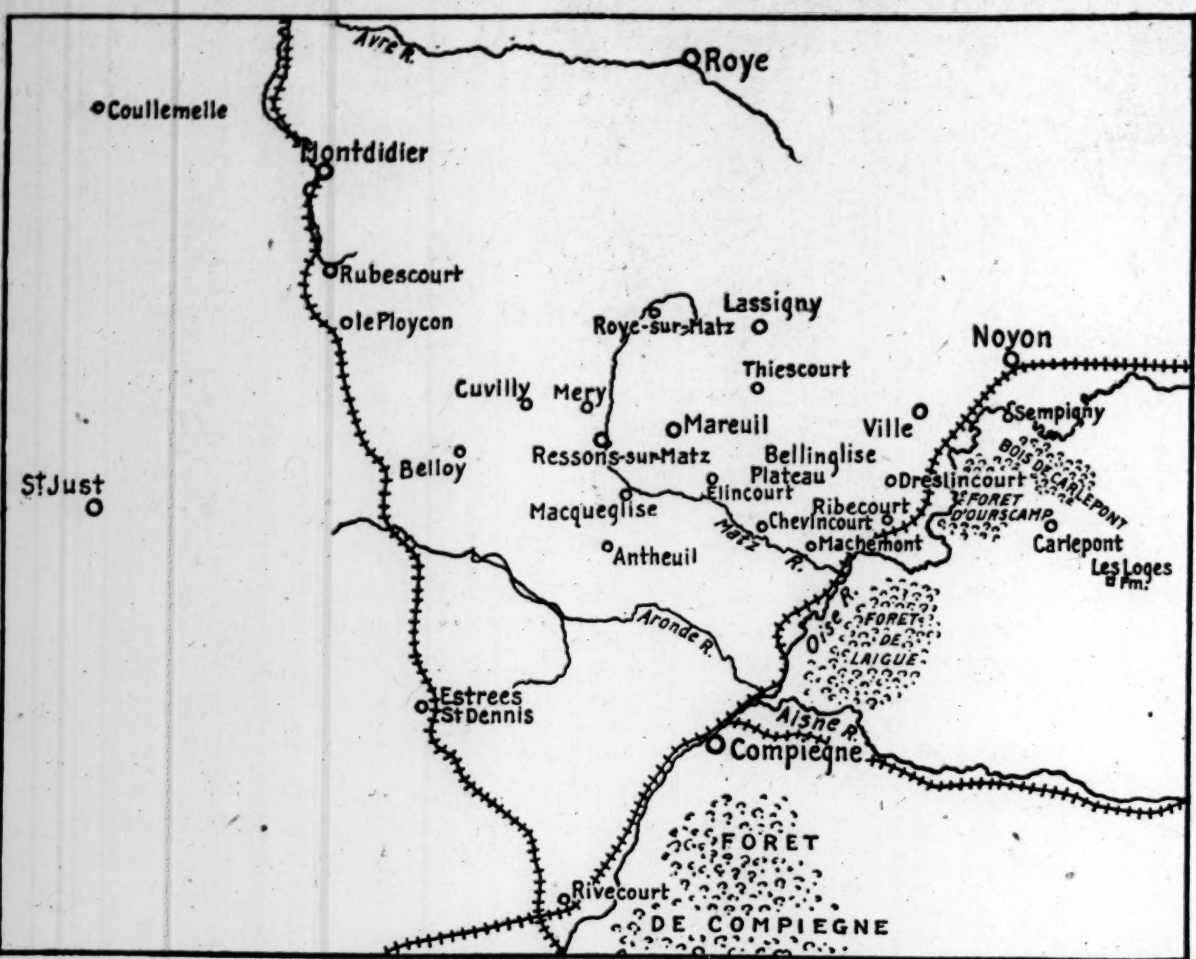 Avre R.
Roye
Coullemelle
Montdidier
Rubescourt
le Ploycon
Roye-sur-Matz
Lassigny
Noyon
Thiescourt
Cuvilly
Mery
Mareuil
Ville
Sempigny
Ressons-sur-Matz
Bellinglise
Plateau
BOIS DE CARLEPONT
Belloy
St. Just
Elincourt
Dreslincourt
FORET
D'OURSCAMP
Macqueglise
Ribecourt
Chevincourt
Matz
R.
Machemont
Antheuil
Carlepont
Les Loges
Fm.
Oise R.
FORET
DE
LAIGUE
Aronde R.
Estrees
St Dennis
Aisne R.
Compiegne
FORET
DE COMPIEGNE
Rivecourt